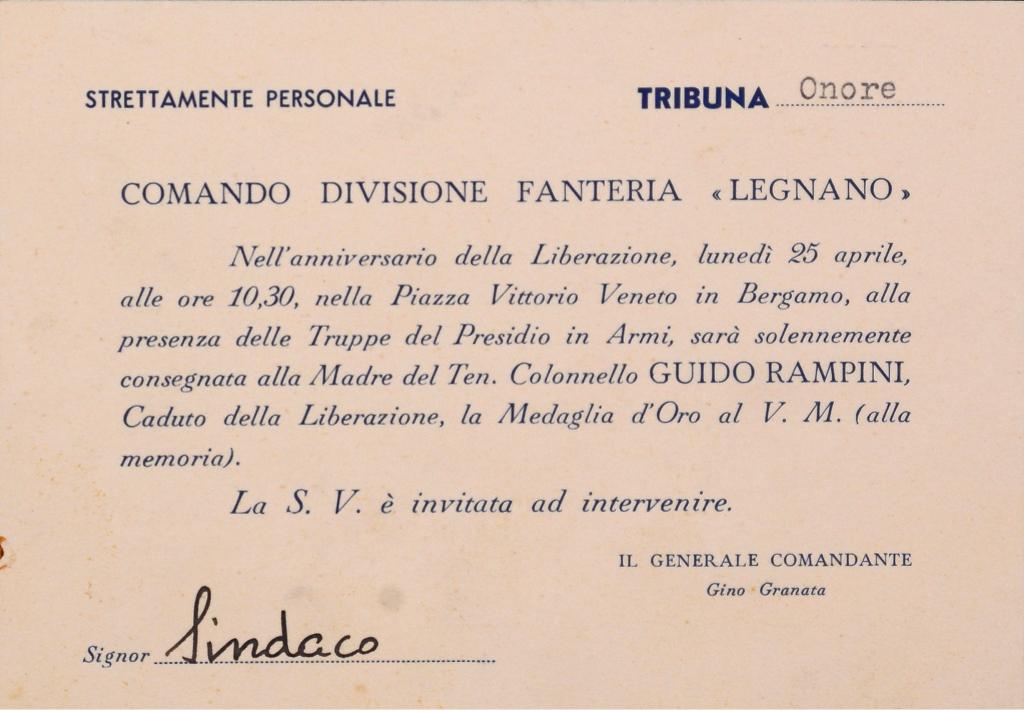 STRETTAMENTE PERSONALE
TRIBUNA Onore
COMANDO DIVISIONE FANTERIA « LEGNANO »
Nell'anniversario della Liberazione, lunedì 25 aprile,
alle ore 10,30, nella Piazza Vittorio Veneto in Bergamo, alla
presenza delle Truppe del Presidio in Armi, sarà solennemente
consegnata alla Madre del Ten. Colonnello GUIDO RAMPINI,
Caduto della Liberazione, la Medaglia d'Oro al V. M. (alla
memoria).
La S. V. è invitata ad intervenire.
IL GENERALE COMANDANTE
Gino Granata
Signor Sindaco